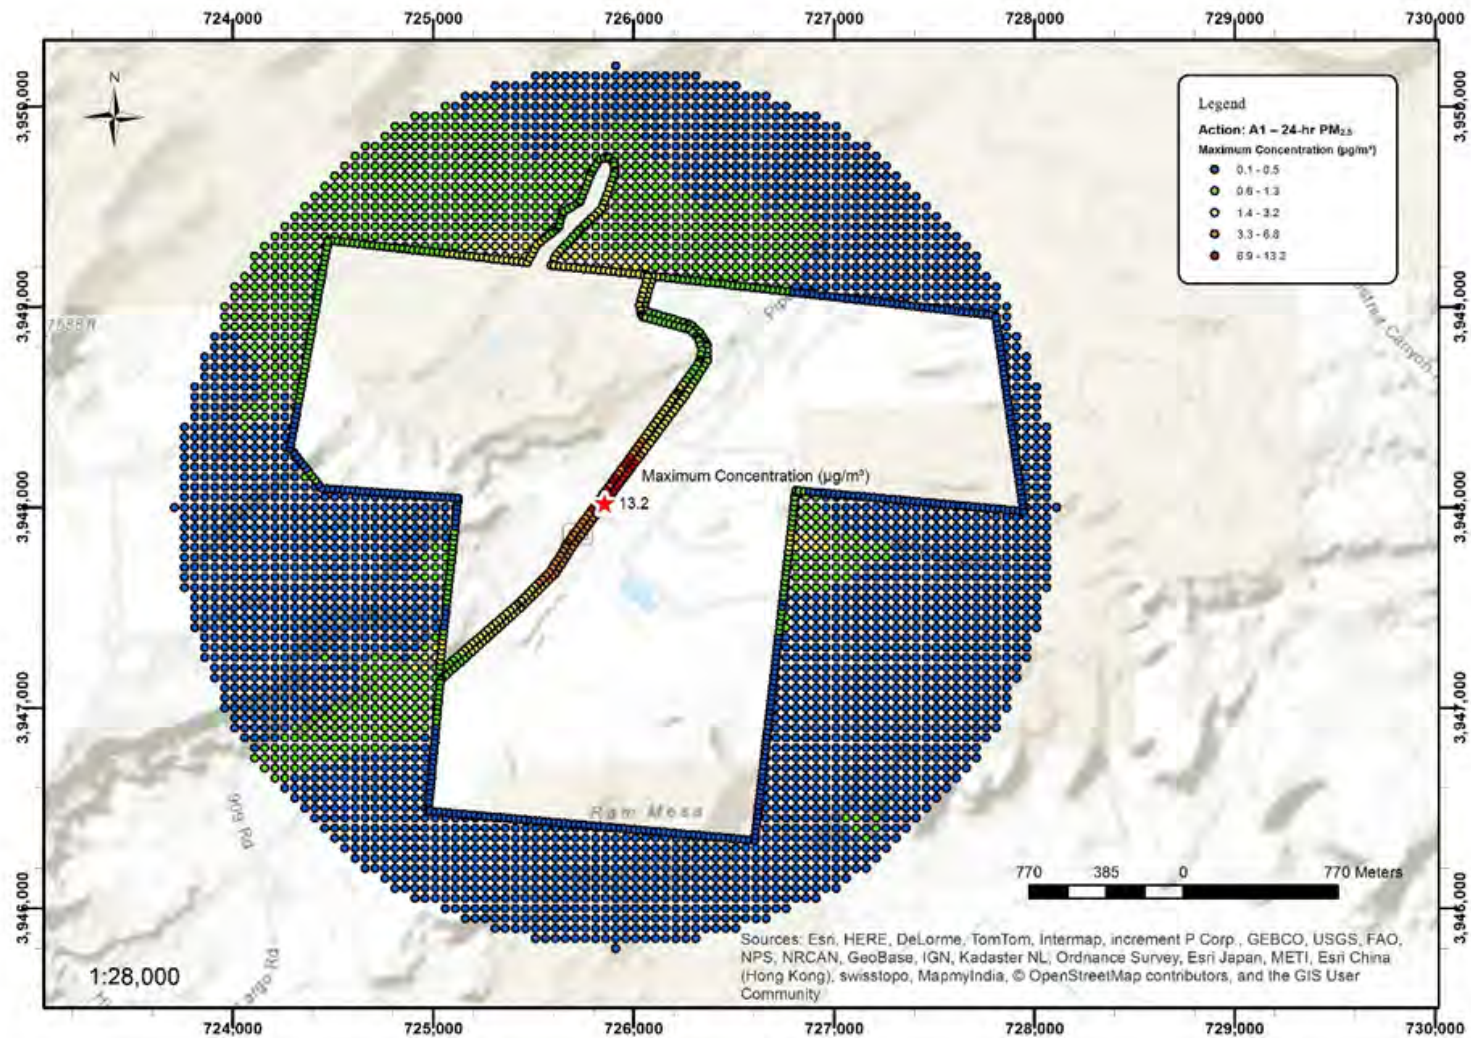 724,000 725,000 726,000 727,000 728,000 729,000 730,000
N
3,950,000
3,950,000
Legend
Action: A1 – 24-hr PM2.5
Maximum Concentration (µg/m³)
0.1 - 0.5
0.6 - 1.3
1.4 - 3.2
3.3 - 6.8
6.9 - 13.2
3,949,000
3,949,000
7588 ft
Pipe
Canyon
Maximum Concentration (µg/m³)
13.2
3,948,000
3,948,000
3,947,000
3,947,000
Ram Mesa
606 Rd
770 385 0 770 Meters
3,946,000
3,946,000
Sources: Esri, HERE, DeLorme, TomTom, Intermap, increment P Corp., GEBCO, USGS, FAO,
NPS, NRCAN, GeoBase, IGN, Kadaster NL, Ordnance Survey, Esri Japan, METI, Esri China
(Hong Kong), swisstopo, MapmyIndia, © OpenStreetMap contributors, and the GIS User
Community
1:28,000
argo Rd
724,000 725,000 726,000 727,000 728,000 729,000 730,000